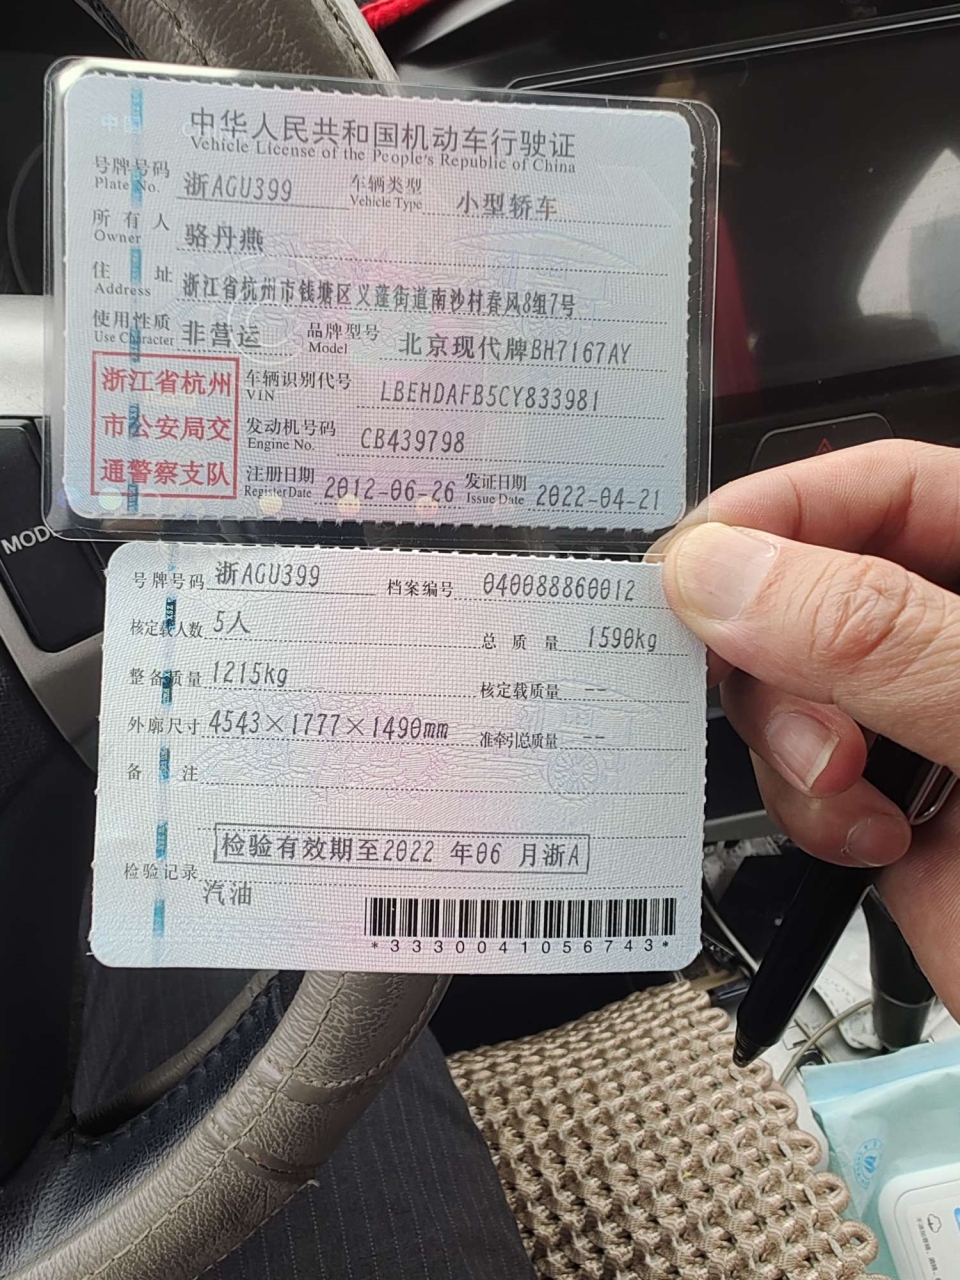 中华人民共和国机动车行驶证
Vehicle License of the People's Republic of China
号牌号码 浙AGU399 车辆类型 小型轿车
Plate No. Vehicle Type
所有人 骆丹燕
Owner
住址 浙江省杭州市钱塘区义蓬街道南沙村春风8组7号
Address
使用性质 非营运 品牌型号 北京现代牌BH7167AY
Use Character Model
浙江省杭州
市公安局交
通警察支队
车辆识别代号 LBEHDAFB5CY833981
VIN
发动机号码 CB439798
Engine No.
注册日期 2012-06-26 发证日期 2022-04-21
Register Date Issue Date
MOD
号牌号码 浙AGU399 档案编号 040088860012
核定载人数 5人 总质量 1590kg
整备质量 1215kg 核定载质量 --
外廓尺寸 4543×1777×1490mm 准牵引总质量 --
备注
检验有效期至2022 年06 月浙A
检验记录
汽油
*3330041056743*